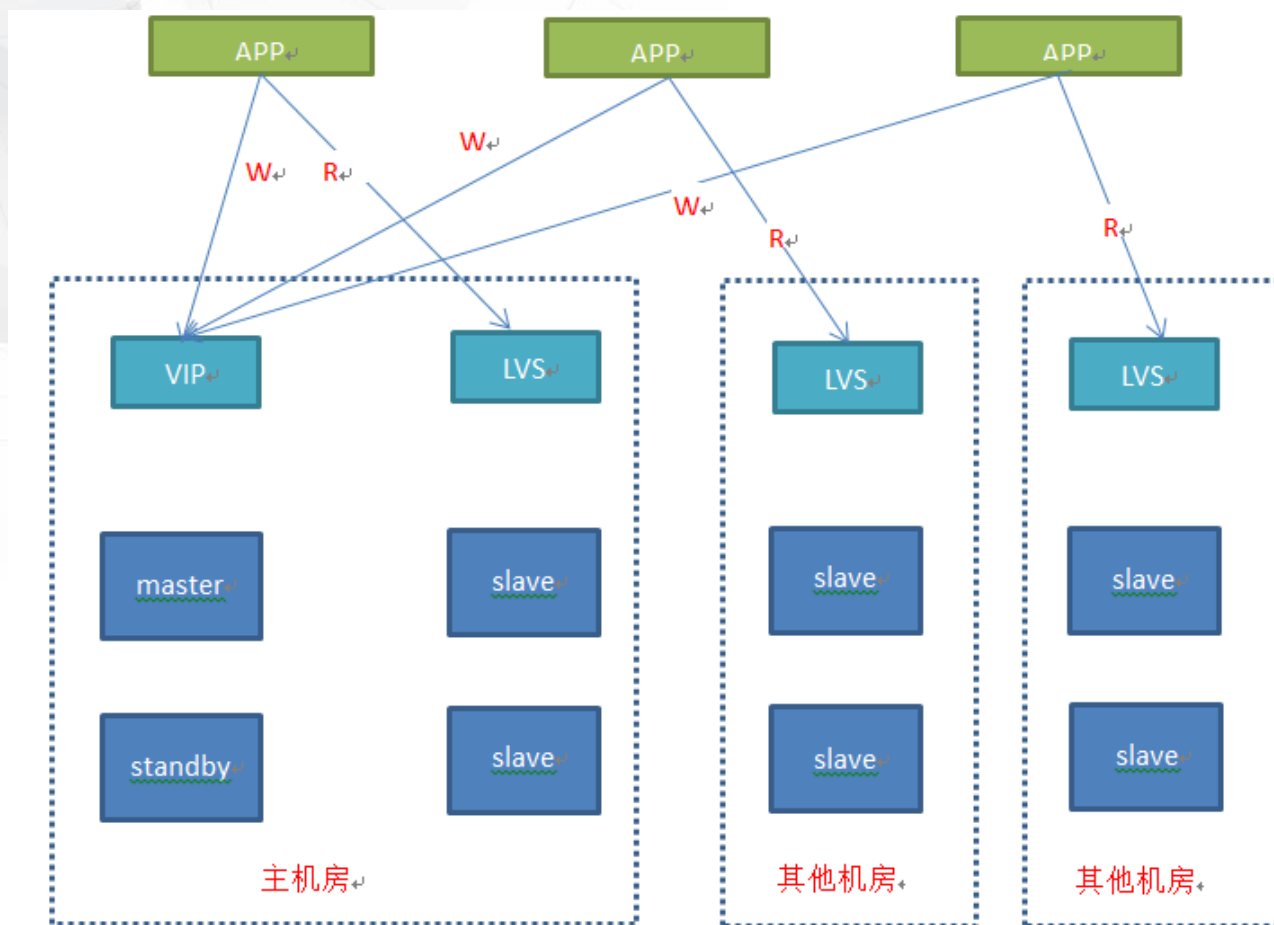 APP
APP
APP
W
R
W
W
R
R
VIP
LVS
LVS
LVS
master
slave
slave
slave
standby
slave
slave
slave
主机房
其他机房
其他机房